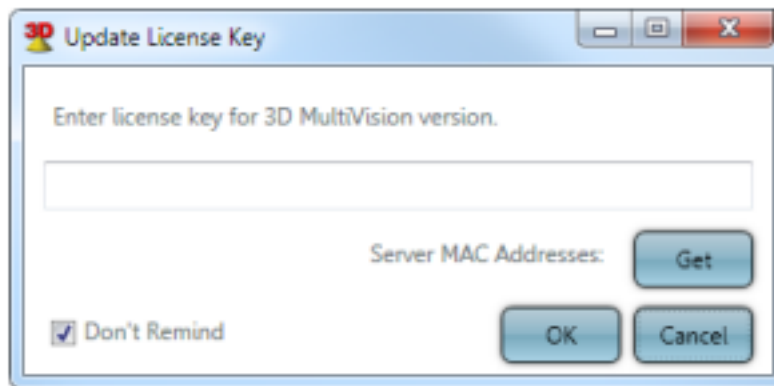 3D Update License Key
Enter license key for 3D MultiVision version.
Server MAC Addresses: Get
Don't Remind OK Cancel